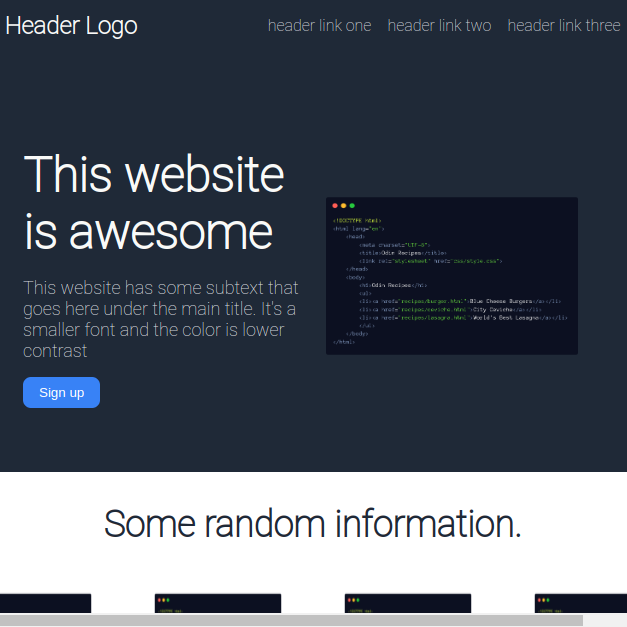 Header Logo
header link one
header link two
header link three
This website
is awesome
This website has some subtext that
goes here under the main title. It's a
smaller font and the color is lower
contrast
Sign up
<!DOCTYPE html>
<html lang="en">
<head>
<meta charset="UTF-8">
<title>Odin Recipes</title>
<link rel="stylesheet" href="css/style.css">
</head>
<body>
<h1>Odin Recipes</h1>
<ul>
<li><a href="recipes/burger.html">Blue Cheese Burgers</a></li>
<li><a href="recipes/ceviche.html">City Caviche</a></li>
<li><a href="recipes/lasagna.html">World's Best Lasagna</a></li>
</ul>
</body>
</html>
Some random information.